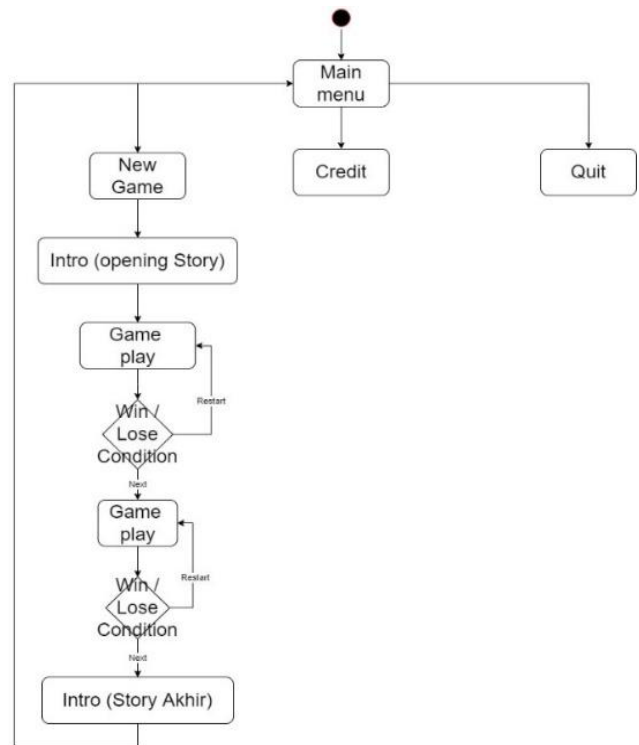 Main
menu
New
Game
Credit
Quit
Intro (opening Story)
Game
play
Restart
Win /
Lose
Condition
Next
Game
play
Restart
Win /
Lose
Condition
Next
Intro (Story Akhir)